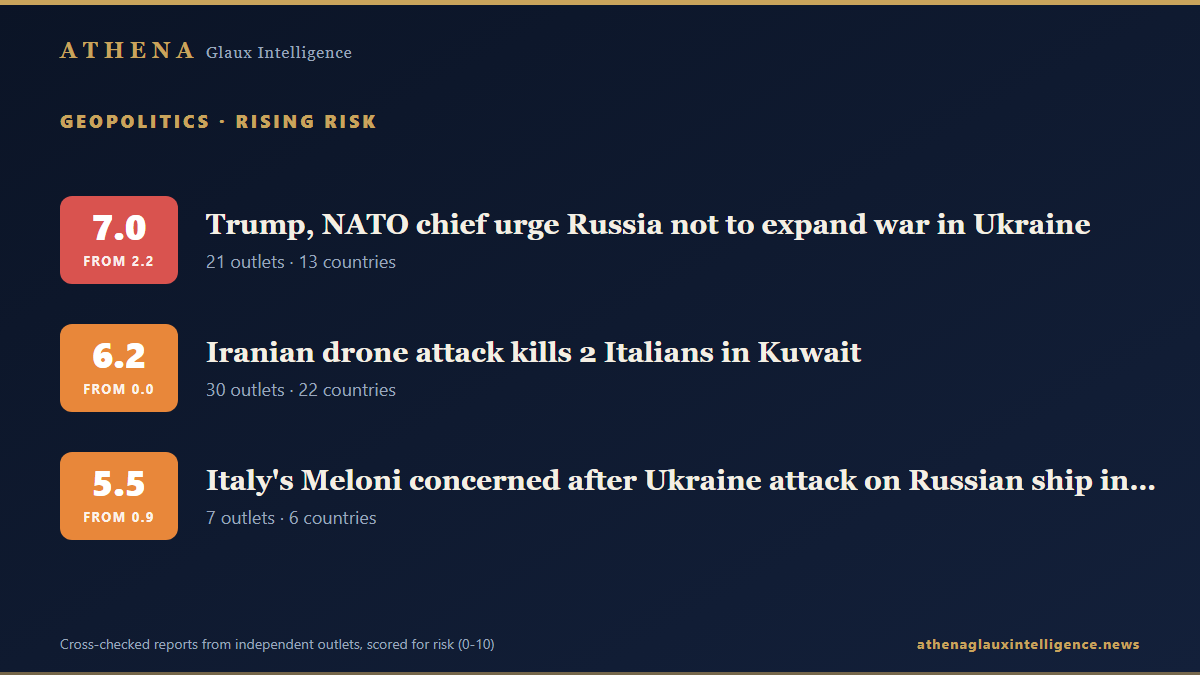 ATHENA Glaux Intelligence
GEOPOLITICS · RISING RISK
7.0
FROM 2.2
Trump, NATO chief urge Russia not to expand war in Ukraine
21 outlets · 13 countries
6.2
FROM 0.0
Iranian drone attack kills 2 Italians in Kuwait
30 outlets · 22 countries
5.5
FROM 0.9
Italy's Meloni concerned after Ukraine attack on Russian ship in...
7 outlets · 6 countries
Cross-checked reports from independent outlets, scored for risk (0-10)
athenaglauxintelligence.news